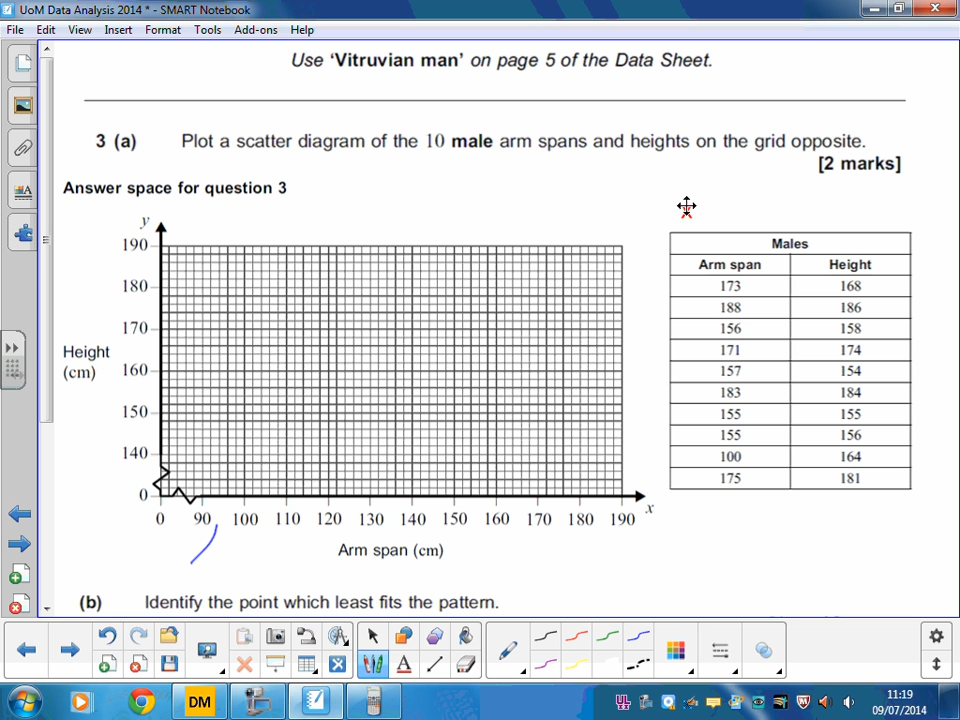 UoM Data Analysis 2014 * - SMART Notebook
File Edit View Insert Format Tools Add-ons Help
Use ‘Vitruvian man’ on page 5 of the Data Sheet.
3 (a) Plot a scatter diagram of the 10 male arm spans and heights on the grid opposite.
[2 marks]
Answer space for question 3
y
190
180
170
160
150
140
0
Height
(cm)
0 90 100 110 120 130 140 150 160 170 180 190 x
Arm span (cm)
Males
Arm span Height
173 168
188 186
156 158
171 174
157 154
183 184
155 155
155 156
100 164
175 181
(b) Identify the point which least fits the pattern.
A
DM
11:19
09/07/2014